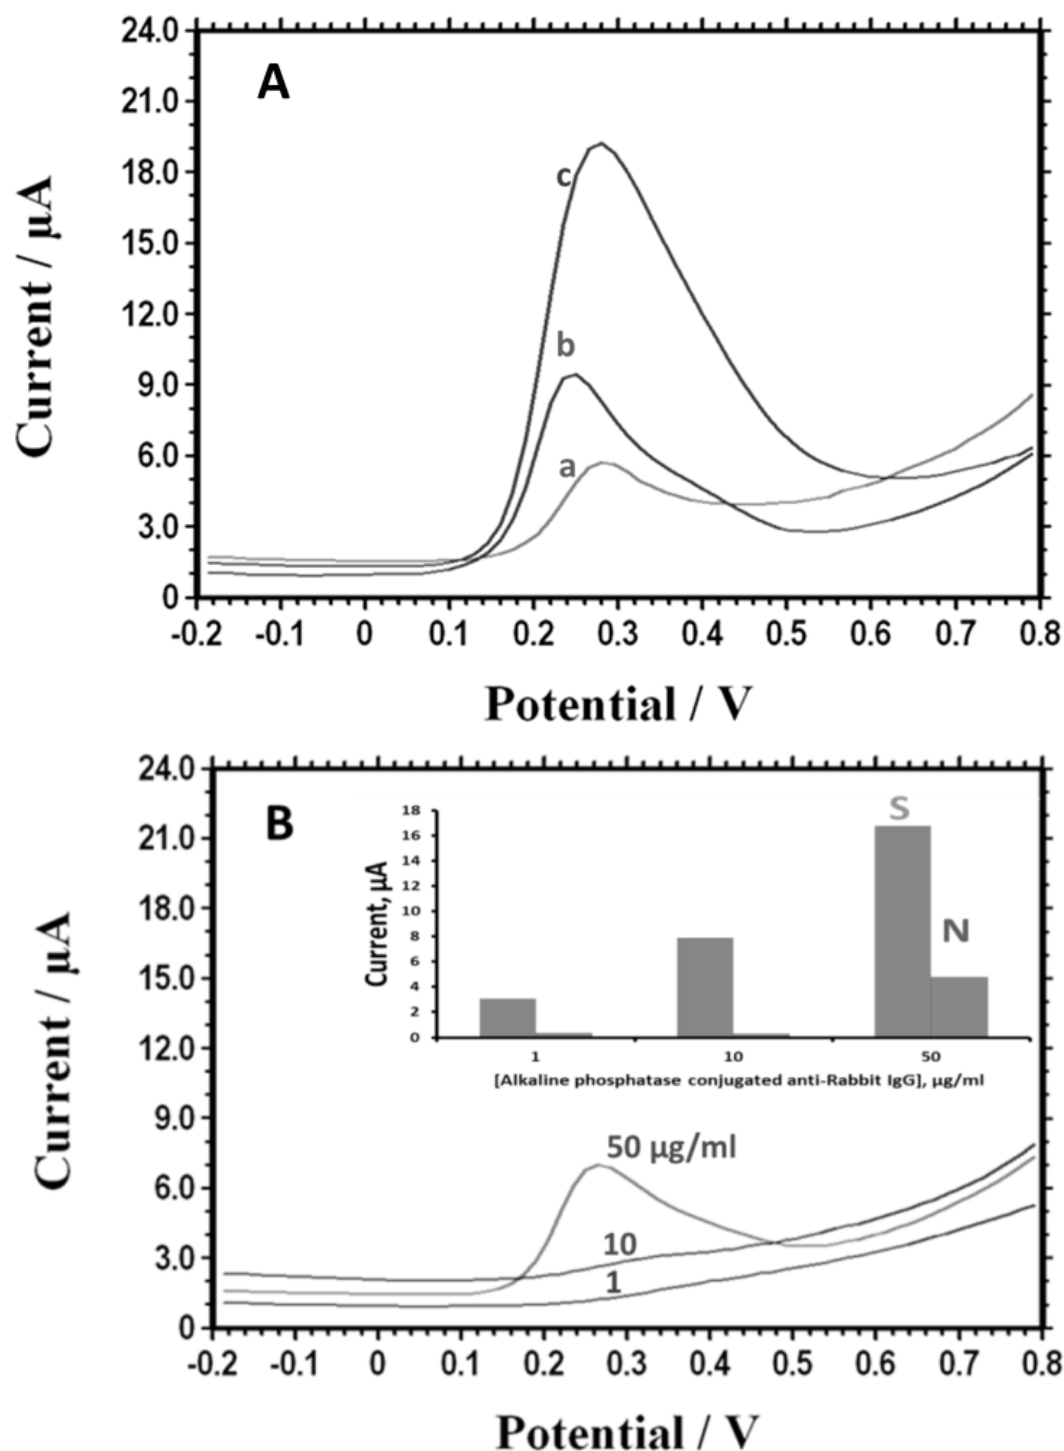 24.0
A
21.0
18.0
c
15.0
12.0
b
9.0
6.0
a
3.0
0
Current / µA
-0.2 -0.1 0 0.1 0.2 0.3 0.4 0.5 0.6 0.7 0.8
Potential / V
24.0
B
21.0
18.0
15.0
12.0
9.0
6.0
3.0
0
Current / µA
18
16
14
12
10
8
6
4
2
0
Current, µA
S
N
1 10 50
[Alkaline phosphatase conjugated anti-Rabbit IgG], µg/ml
50 µg/ml
10
1
-0.2 -0.1 0 0.1 0.2 0.3 0.4 0.5 0.6 0.7 0.8
Potential / V